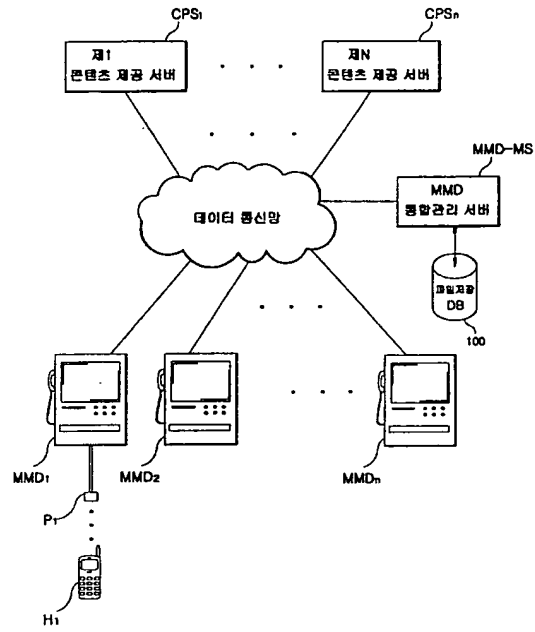 CPS1
CPSn
제1
콘텐츠 제공 서버
제N
콘텐츠 제공 서버
MMD-MS
MMD
통합관리 서버
데이터 통신망
파일저장
DB
100
MMD1
MMD2
MMDn
P1
H1